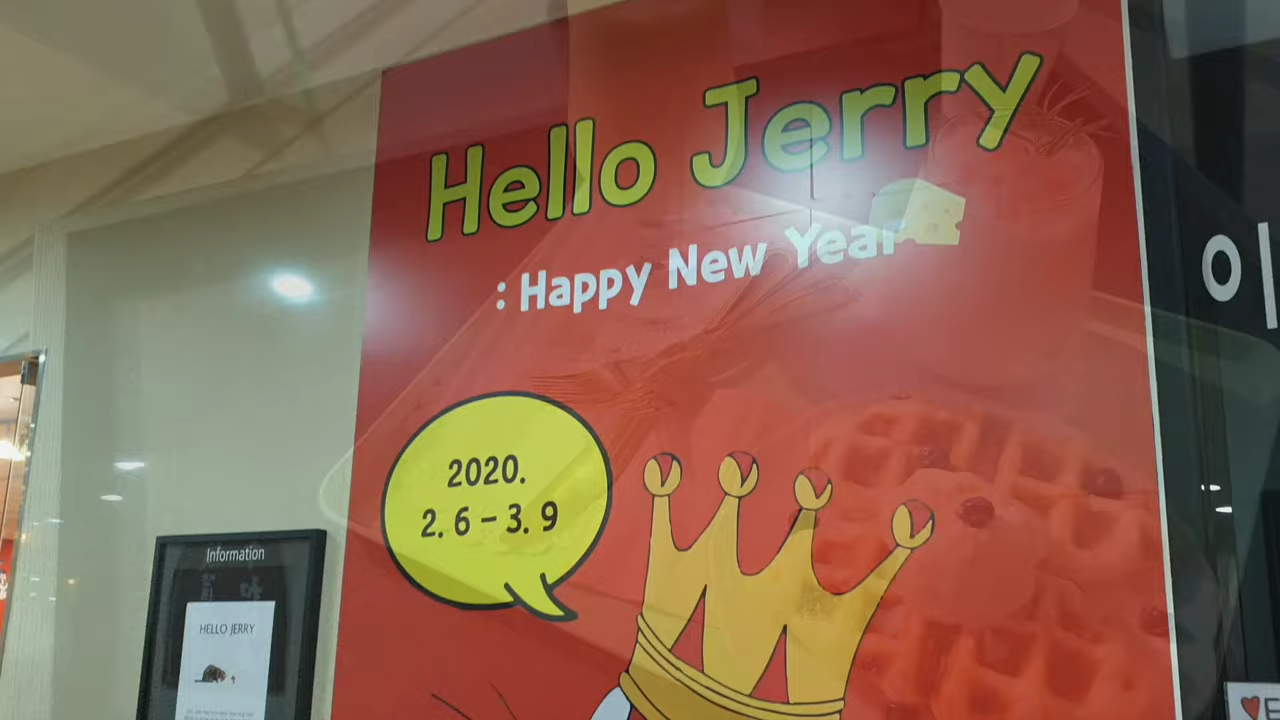 Hello Jerry
: Happy New Year
2020.
2. 6 - 3. 9
Information
HELLO JERRY